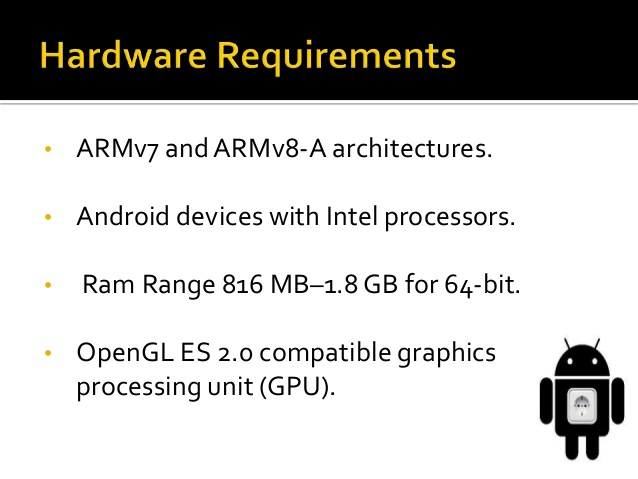 Hardware Requirements
• ARMv7 and ARMv8-A architectures.
• Android devices with Intel processors.
• Ram Range 816 MB–1.8 GB for 64-bit.
• OpenGL ES 2.0 compatible graphics
processing unit (GPU).